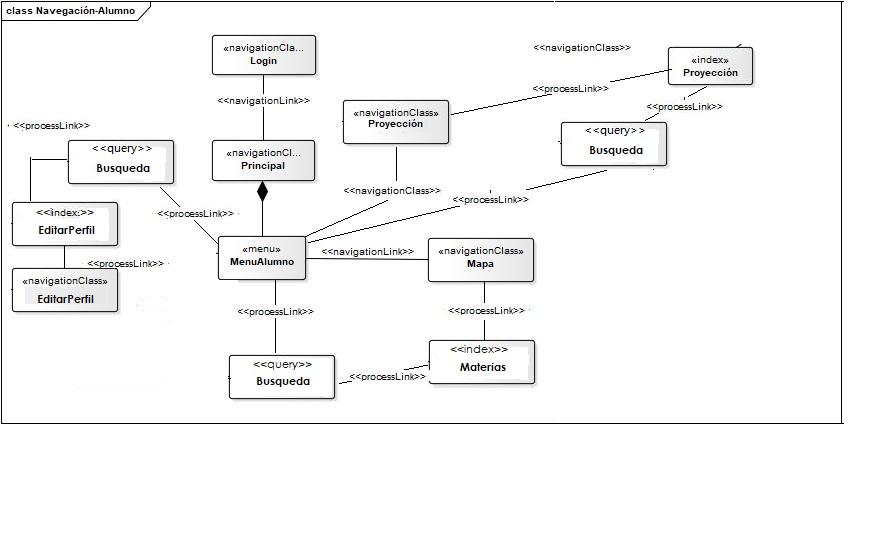 class Navegación-Alumno
«navigationCla...
Login
<<navigationLink>>
«navigationCl...
Principal
<<processLink>>
<<query>>
Busqueda
<<processLink>>
<<index:>>
EditarPerfil
<<processLink>>
«navigationClass»
EditarPerfil
«menu»
MenuAlumno
«navigationClass»
Proyección
<<navigationClass>>
<<navigationClass>>
<<processLink>>
«index»
Proyección
<<processLink>>
<<query>>
Busqueda
<<processLink>>
<<navigationLink>>
«navigationClass»
Mapa
<<processLink>>
<<processLink>>
<<index>>
Materias
<<query>>
Busqueda
<<processLink>>